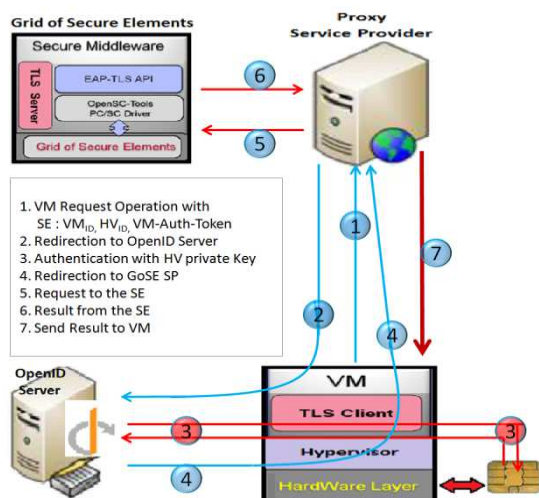 Grid of Secure Elements
Proxy
Service Provider
Secure Middleware
TLS Server
EAP-TLS API
OpenSC-Tools
PC/SC Driver
Grid of Secure Elements
6
5
1. VM Request Operation with
SE : VMID, HVID, VM-Auth-Token
2. Redirection to OpenID Server
3. Authentication with HV private Key
4. Redirection to GoSE SP
5. Request to the SE
6. Result from the SE
7. Send Result to VM
1
7
2
4
OpenID
Server
VM
TLS Client
3
3
Hypervisor
4
HardWare Layer